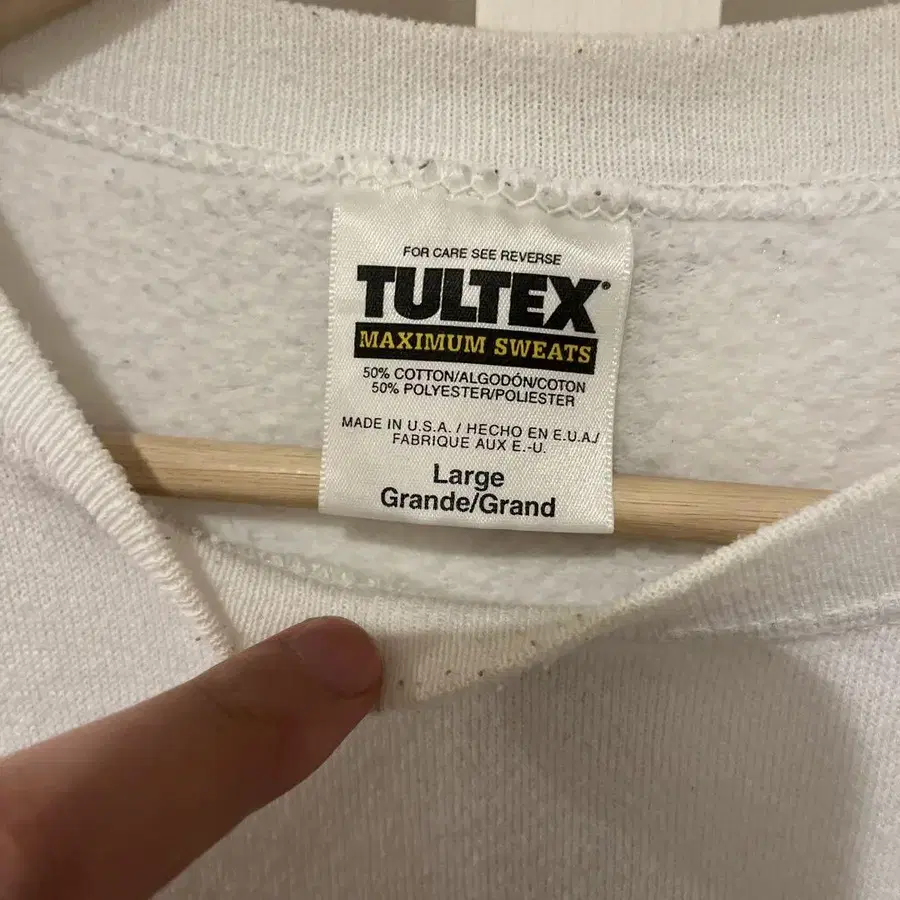 FOR CARE SEE REVERSE
TULTEX®
MAXIMUM SWEATS
50% COTTON/ALGODÓN/COTON
50% POLYESTER/POLIESTER
MADE IN U.S.A. / HECHO EN E.U.A./
FABRIQUE AUX E.-U.
Large
Grande/Grand